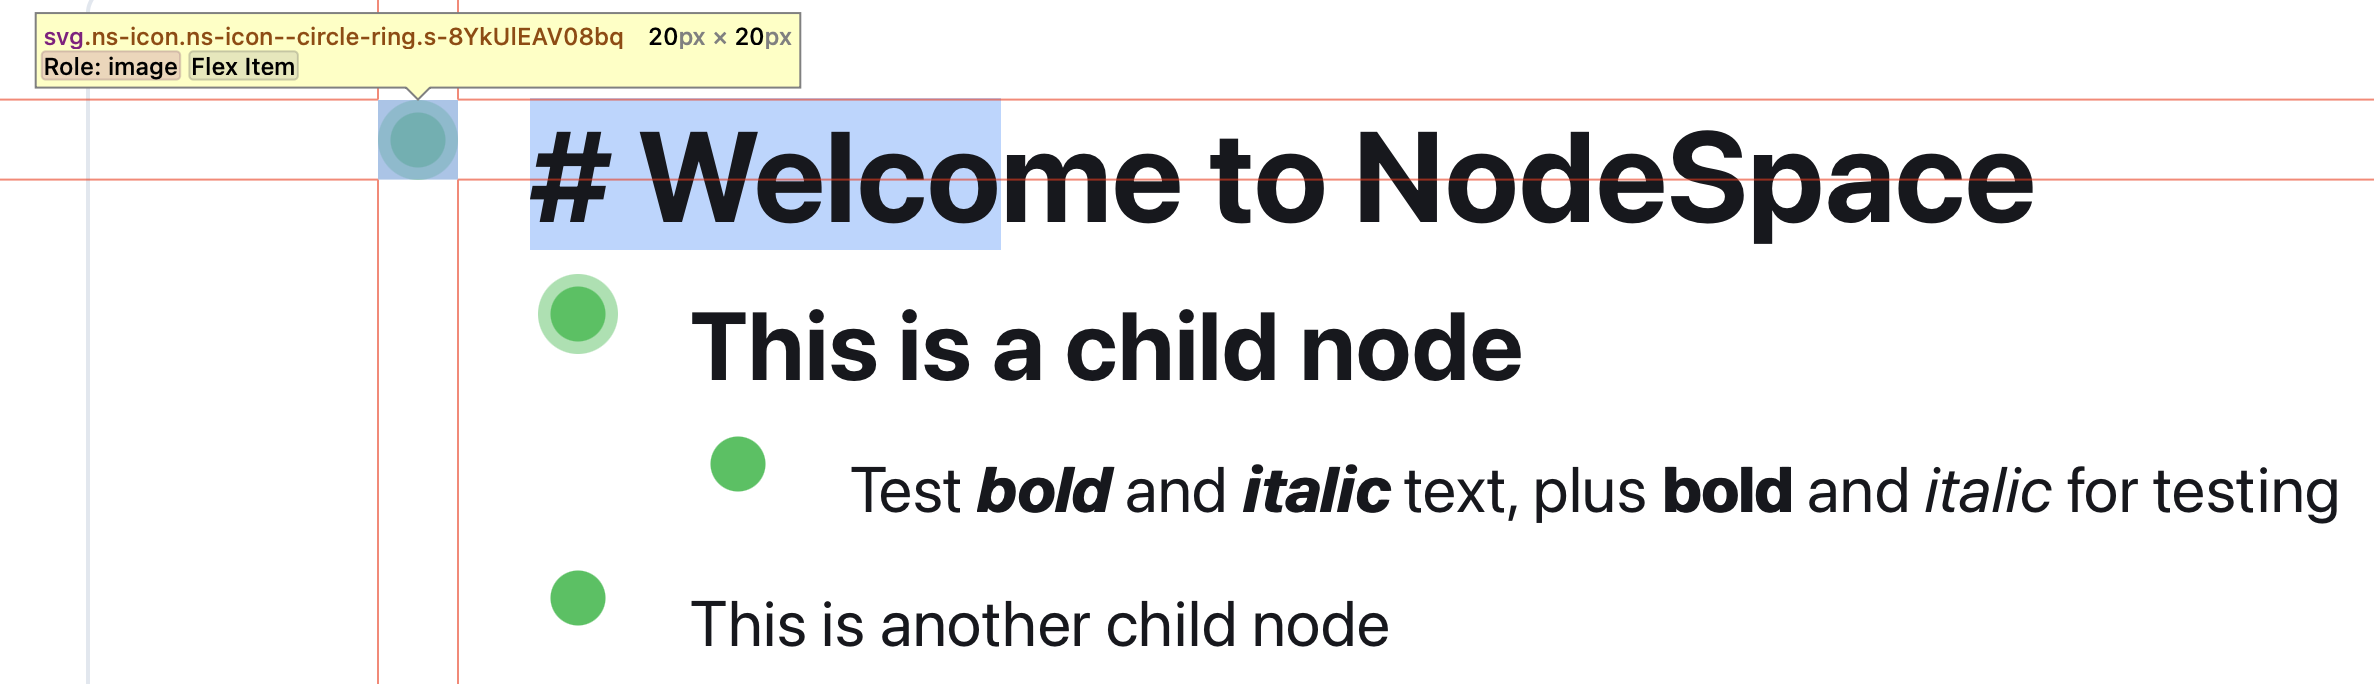 svg.ns-icon.ns-icon--circle-ring.s-8YkUlEAV08bq 20px × 20px
Role: image Flex Item
# Welcome to NodeSpace
This is a child node
Test bold and italic text, plus bold and italic for testing
This is another child node